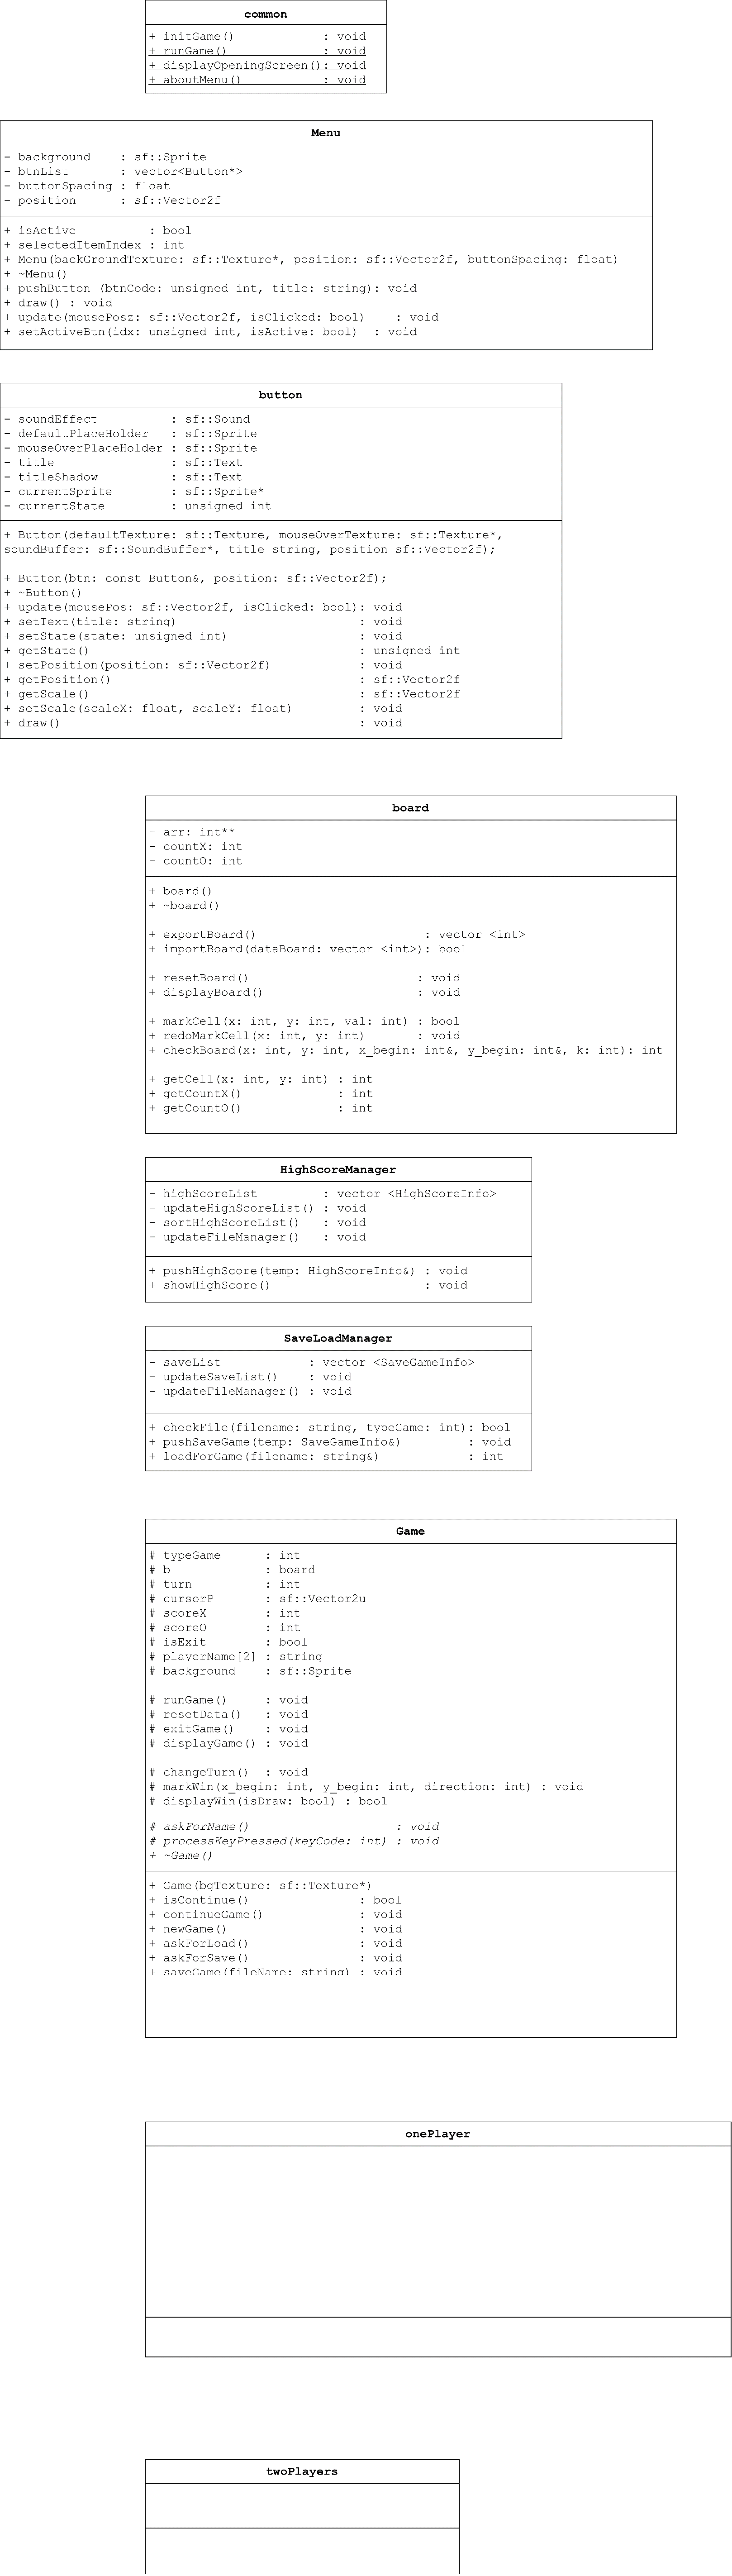 common
+ initGame() : void
+ runGame() : void
+ displayOpeningScreen(): void
+ aboutMenu() : void
Menu
- background : sf::Sprite
- btnList : vector<Button*>
- buttonSpacing : float
- position : sf::Vector2f
+ isActive : bool
+ selectedItemIndex : int
+ Menu(backGroundTexture: sf::Texture*, position: sf::Vector2f, buttonSpacing: float)
+ ~Menu()
+ pushButton (btnCode: unsigned int, title: string): void
+ draw() : void
+ update(mousePosz: sf::Vector2f, isClicked: bool) : void
+ setActiveBtn(idx: unsigned int, isActive: bool) : void
button
- soundEffect : sf::Sound
- defaultPlaceHolder : sf::Sprite
- mouseOverPlaceHolder : sf::Sprite
- title : sf::Text
- titleShadow : sf::Text
- currentSprite : sf::Sprite*
- currentState : unsigned int
+ Button(defaultTexture: sf::Texture, mouseOverTexture: sf::Texture*,
soundBuffer: sf::SoundBuffer*, title string, position sf::Vector2f);
+ Button(btn: const Button&, position: sf::Vector2f);
+ ~Button()
+ update(mousePos: sf::Vector2f, isClicked: bool): void
+ setText(title: string) : void
+ setState(state: unsigned int) : void
+ getState() : unsigned int
+ setPosition(position: sf::Vector2f) : void
+ getPosition() : sf::Vector2f
+ getScale() : sf::Vector2f
+ setScale(scaleX: float, scaleY: float) : void
+ draw() : void
board
- arr: int**
- countX: int
- countO: int
+ board()
+ ~board()
+ exportBoard() : vector <int>
+ importBoard(dataBoard: vector <int>): bool
+ resetBoard() : void
+ displayBoard() : void
+ markCell(x: int, y: int, val: int) : bool
+ redoMarkCell(x: int, y: int) : void
+ checkBoard(x: int, y: int, x_begin: int&, y_begin: int&, k: int): int
+ getCell(x: int, y: int) : int
+ getCountX() : int
+ getCountO() : int
HighScoreManager
- highScoreList : vector <HighScoreInfo>
- updateHighScoreList() : void
- sortHighScoreList() : void
- updateFileManager() : void
+ pushHighScore(temp: HighScoreInfo&) : void
+ showHighScore() : void
SaveLoadManager
- saveList : vector <SaveGameInfo>
- updateSaveList() : void
- updateFileManager() : void
+ checkFile(filename: string, typeGame: int): bool
+ pushSaveGame(temp: SaveGameInfo&) : void
+ loadForGame(filename: string&) : int
Game
# typeGame : int
# b : board
# turn : int
# cursorP : sf::Vector2u
# scoreX : int
# scoreO : int
# isExit : bool
# playerName[2] : string
# background : sf::Sprite
# runGame() : void
# resetData() : void
# exitGame() : void
# displayGame() : void
# changeTurn() : void
# markWin(x_begin: int, y_begin: int, direction: int) : void
# displayWin(isDraw: bool) : bool
# askForName() : void
# processKeyPressed(keyCode: int) : void
+ ~Game()
+ Game(bgTexture: sf::Texture*)
+ isContinue() : bool
+ continueGame() : void
+ newGame() : void
+ askForLoad() : void
+ askForSave() : void
+ saveGame(fileName: string) : void
onePlayer
twoPlayers